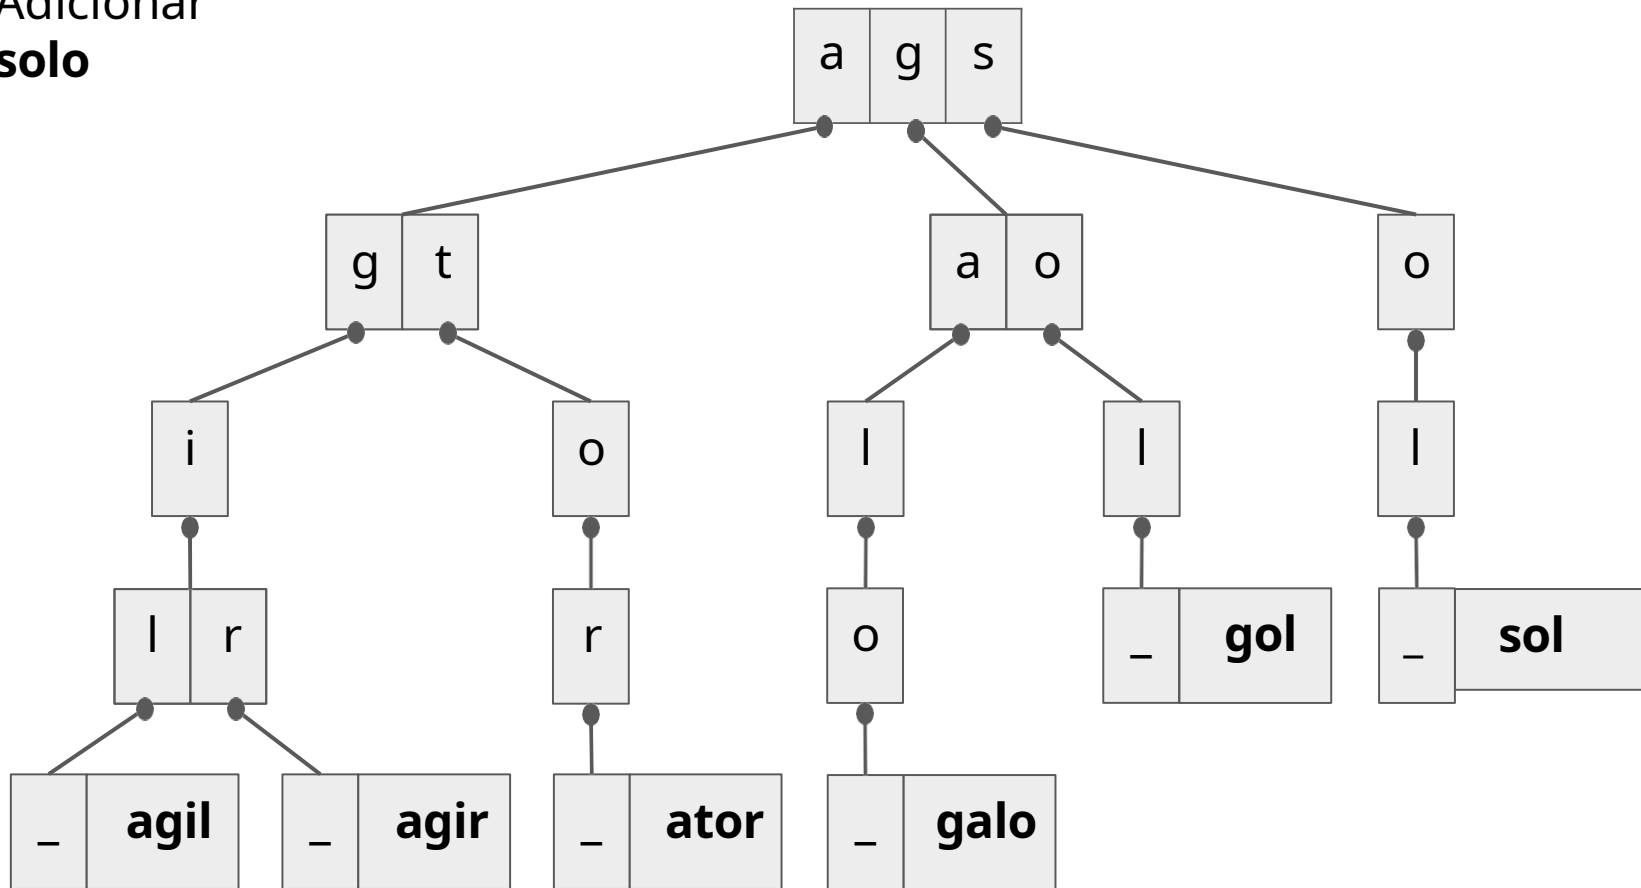 Adicionar
solo
a g s
g t
a o
o
i
o
l
l
l
l r
r
o
_ gol
_ sol
_ agil
_ agir
_ ator
_ galo